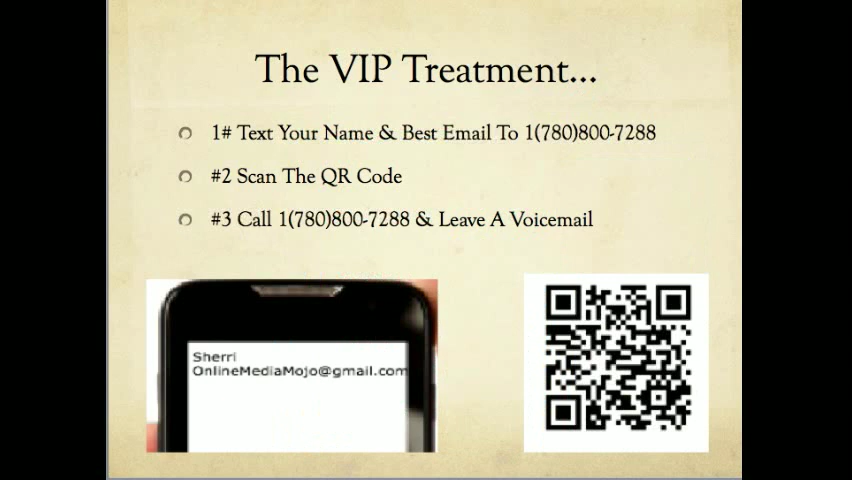 The VIP Treatment...
1# Text Your Name & Best Email To 1(780)800-7288
#2 Scan The QR Code
#3 Call 1(780)800-7288 & Leave A Voicemail
Sherri
OnlineMediaMojo@gmail.com